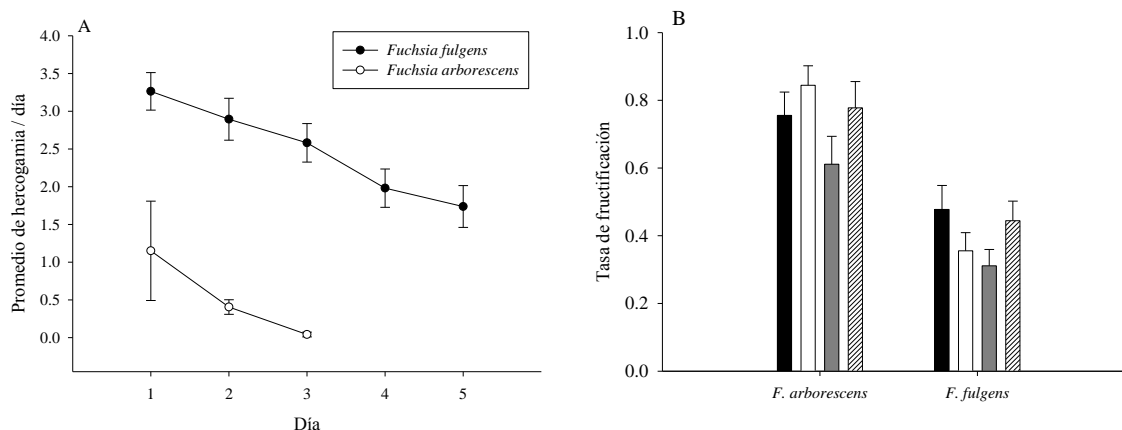 A
Promedio de hercogamia / día
4.0
3.5
3.0
2.5
2.0
1.5
1.0
0.5
0.0
1 2 3 4 5
Día
Fuchsia fulgens
Fuchsia arborescens
B
Tasa de fructificación
1.0
0.8
0.6
0.4
0.2
0.0
F. arborescens F. fulgens